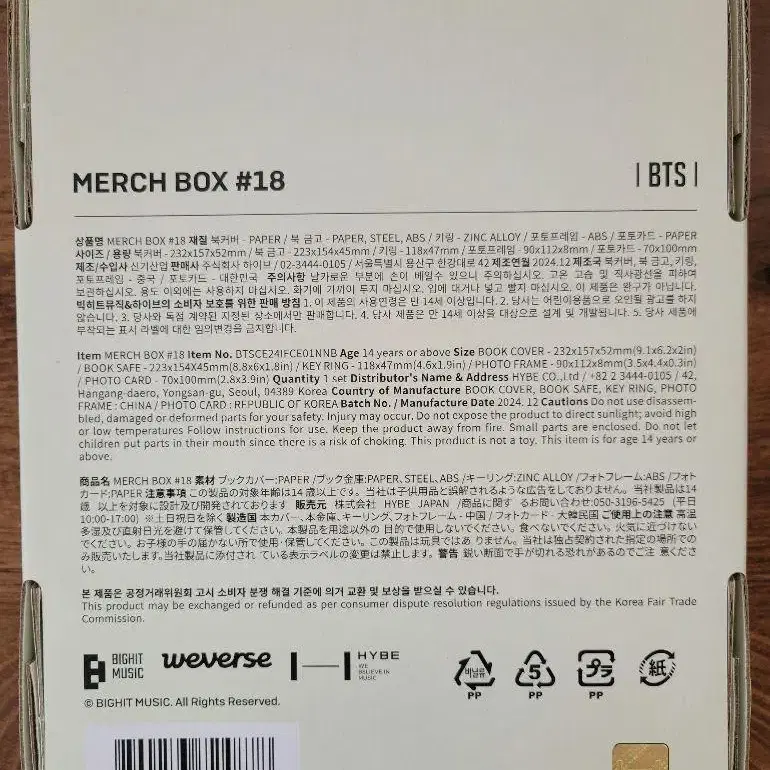 MERCH BOX #18
|BTS|
상품명 MERCH BOX #18 재질 북커버 - PAPER / 북 금고 - PAPER, STEEL, ABS / 키링 - ZINC ALLOY / 포토프레임 - ABS / 포토카드 - PAPER
사이즈 / 용량 북커버 - 232x157x52mm / 북 금고 - 223x154x45mm / 키링 - 118x47mm / 포토프레임 - 90x112x8mm / 포토카드 - 70x100mm
제조/수입사 신기산업 판매사 주식회사 하이브 / 02-3444-0105 / 서울특별시 용산구 한강대로 42 제조연월 2024.12 제조국 북커버, 북 금고, 키링,
포토프레임 - 중국 / 포토카드 - 대한민국 주의사항 날카로운 부분에 손이 베일수 있으니 주의하십시오. 고온 고습 및 직사광선을 피하여
보관하십시오. 용도 이외에는 사용하지 마십시오. 화기에 가까이 두지 마십시오. 입에 대거나 넣고 빨지 마십시오. 이 제품은 완구가 아닙니다.
빅히트뮤직&하이브의 소비자 보호를 위한 판매 방침 1. 이 제품의 사용연령은 만 14세 이상입니다. 2. 당사는 어린이용품으로 오인될 광고를 하지
않습니다. 3. 당사와 독점 계약된 지정된 장소에서만 판매합니다. 4. 당사 제품은 만 14세 이상을 대상으로 설계 및 개발됩니다. 5. 당사 제품에
부착되는 표시 라벨에 대한 임의변경을 금지합니다.
Item MERCH BOX #18 Item No. BTSCE24IFCE01NNB Age 14 years or above Size BOOK COVER - 232x157x52mm(9.1x6.2x2in)
/ BOOK SAFE - 223x154x45mm(8.8x6x1.8in) / KEY RING - 118x47mm(4.6x1.9in) / PHOTO FRAME - 90x112x8mm(3.5x4.4x0.3in)
/ PHOTO CARD - 70x100mm(2.8x3.9in) Quantity 1 set Distributor's Name & Address HYBE CO.,Ltd / +82 2 3444-0105 / 42,
Hangang-daero, Yongsan-gu, Seoul, 04389 Korea Country of Manufacture BOOK COVER, BOOK SAFE, KEY RING, PHOTO
FRAME : CHINA / PHOTO CARD : REPUBLIC OF KOREA Batch No. / Manufacture Date 2024. 12 Cautions Do not use disassem-
bled, damaged or deformed parts for your safety. Injury may occur. Do not expose the product to direct sunlight; avoid high
or low temperatures Follow instructions for use. Keep the product away from fire. Small parts are enclosed. Do not let
children put parts in their mouth since there is a risk of choking. This product is not a toy. This item is for age 14 years or
above.
商品名 MERCH BOX #18 素材 ブックカバー:PAPER /ブック金庫:PAPER, STEEL, ABS /キーリング:ZINC ALLOY /フォトフレーム:ABS /フォト
カード:PAPER 注意事項 この製品の対象年齢は14 歳以上です。当社は子供用品と誤解されるような広告をしておりません。当社製品は14
歳 以上を対象に設計及び開発されております 販売元 株式会社 HYBE JAPAN /商品に関す るお問い合わせ:050-3196-5425 (平日
10:00-17:00) ※土日祝日を除く 製造国 本カバー、本金庫、キーリング、フォトフレーム - 中国 / フォトカード - 大韓民国 ご使用上の注意 高温
多湿及び直射日光を避けて保管してください。本製品を用途以外の 目的で使用しないでください。食べないでください。火気に近づけない
でください。お子様の手の届かない所で使用・保管してください。この製品は玩具ではあ りません。当社は独占契約された指定の場所での
み販売いたします。当社製品に添付され ている表示ラベルの変更は禁止します。警告 鋭い断面で手が切れる恐れがあるのでご注 意くださ
い。
본 제품은 공정거래위원회 고시 소비자 분쟁 해결 기준에 의거 교환 및 보상을 받으실 수 있습니다.
This product may be exchanged or refunded as per consumer dispute resolution regulations issued by the Korea Fair Trade
Commission.
BIGHIT
MUSIC
weverse
HYBE
WE
BELIEVE IN
MUSIC
비닐류
PP
5
PP
プラ
PP
紙
© BIGHIT MUSIC. All Rights Reserved.